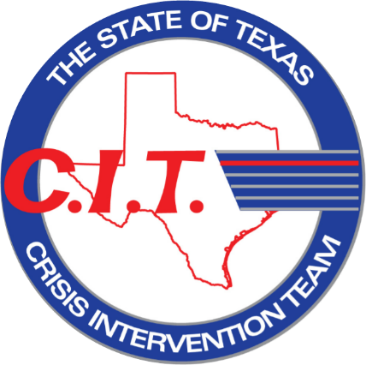 THE STATE OF TEXAS
C.I.T.
CRISIS INTERVENTION TEAM